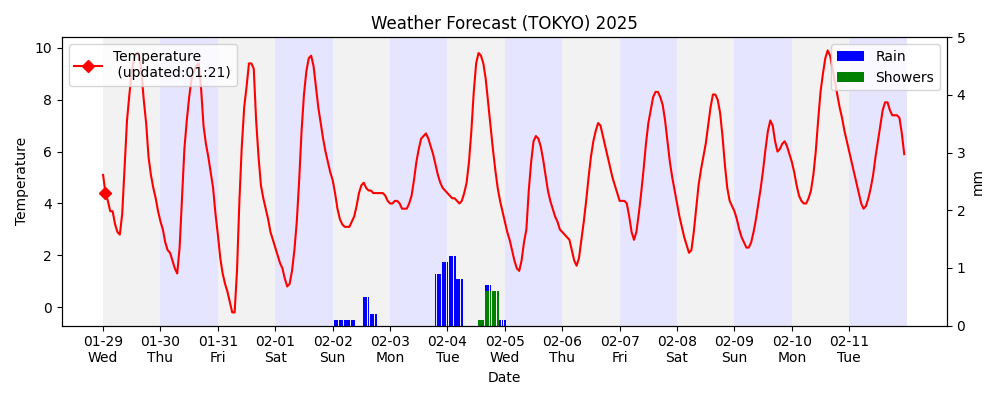 Weather Forecast (TOKYO) 2025
Temperature
(updated:01:21)
Rain
Showers
10
8
6
4
2
0
Temperature
5
4
3
2
1
0
mm
01-29 01-30 01-31 02-01 02-02 02-03 02-04 02-05 02-06 02-07 02-08 02-09 02-10 02-11
Wed Thu Fri Sat Sun Mon Tue Wed Thu Fri Sat Sun Mon Tue
Date